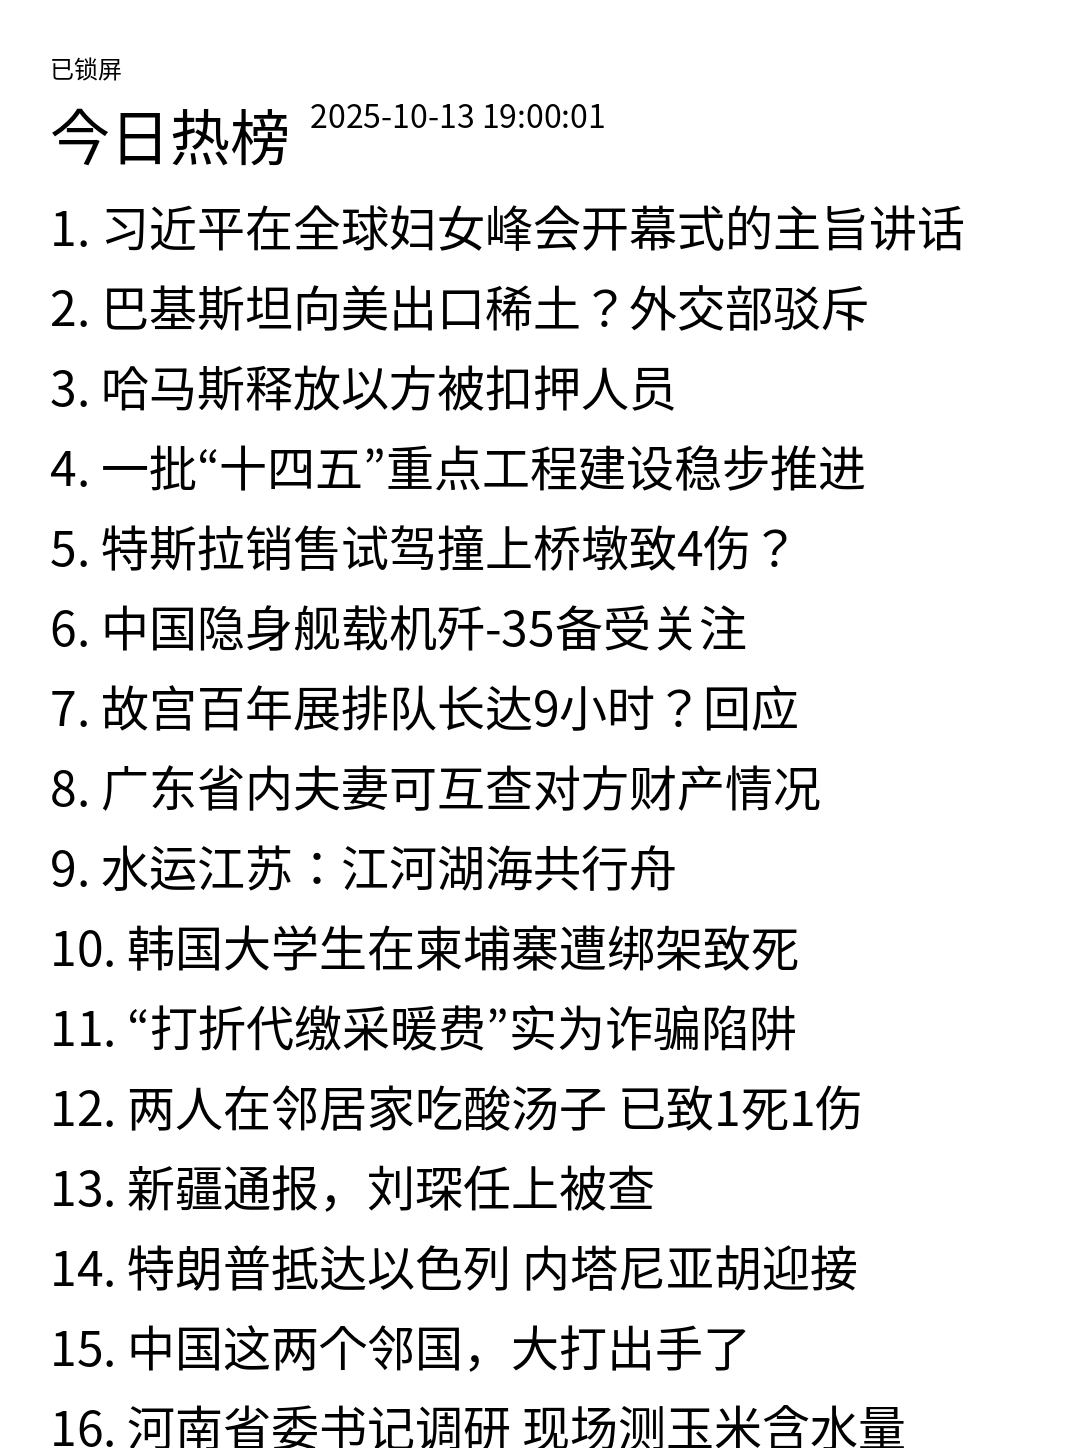 已锁屏
今日热榜 2025-10-13 19:00:01
1. 习近平在全球妇女峰会开幕式的主旨讲话
2. 巴基斯坦向美出口稀土？外交部驳斥
3. 哈马斯释放以方被扣押人员
4. 一批“十四五”重点工程建设稳步推进
5. 特斯拉销售试驾撞上桥墩致4伤？
6. 中国隐身舰载机歼-35备受关注
7. 故宫百年展排队长达9小时？回应
8. 广东省内夫妻可互查对方财产情况
9. 水运江苏：江河湖海共行舟
10. 韩国大学生在柬埔寨遭绑架致死
11. “打折代缴采暖费”实为诈骗陷阱
12. 两人在邻居家吃酸汤子 已致1死1伤
13. 新疆通报，刘琛任上被查
14. 特朗普抵达以色列 内塔尼亚胡迎接
15. 中国这两个邻国，大打出手了
16. 河南省委书记调研 现场测玉米含水量